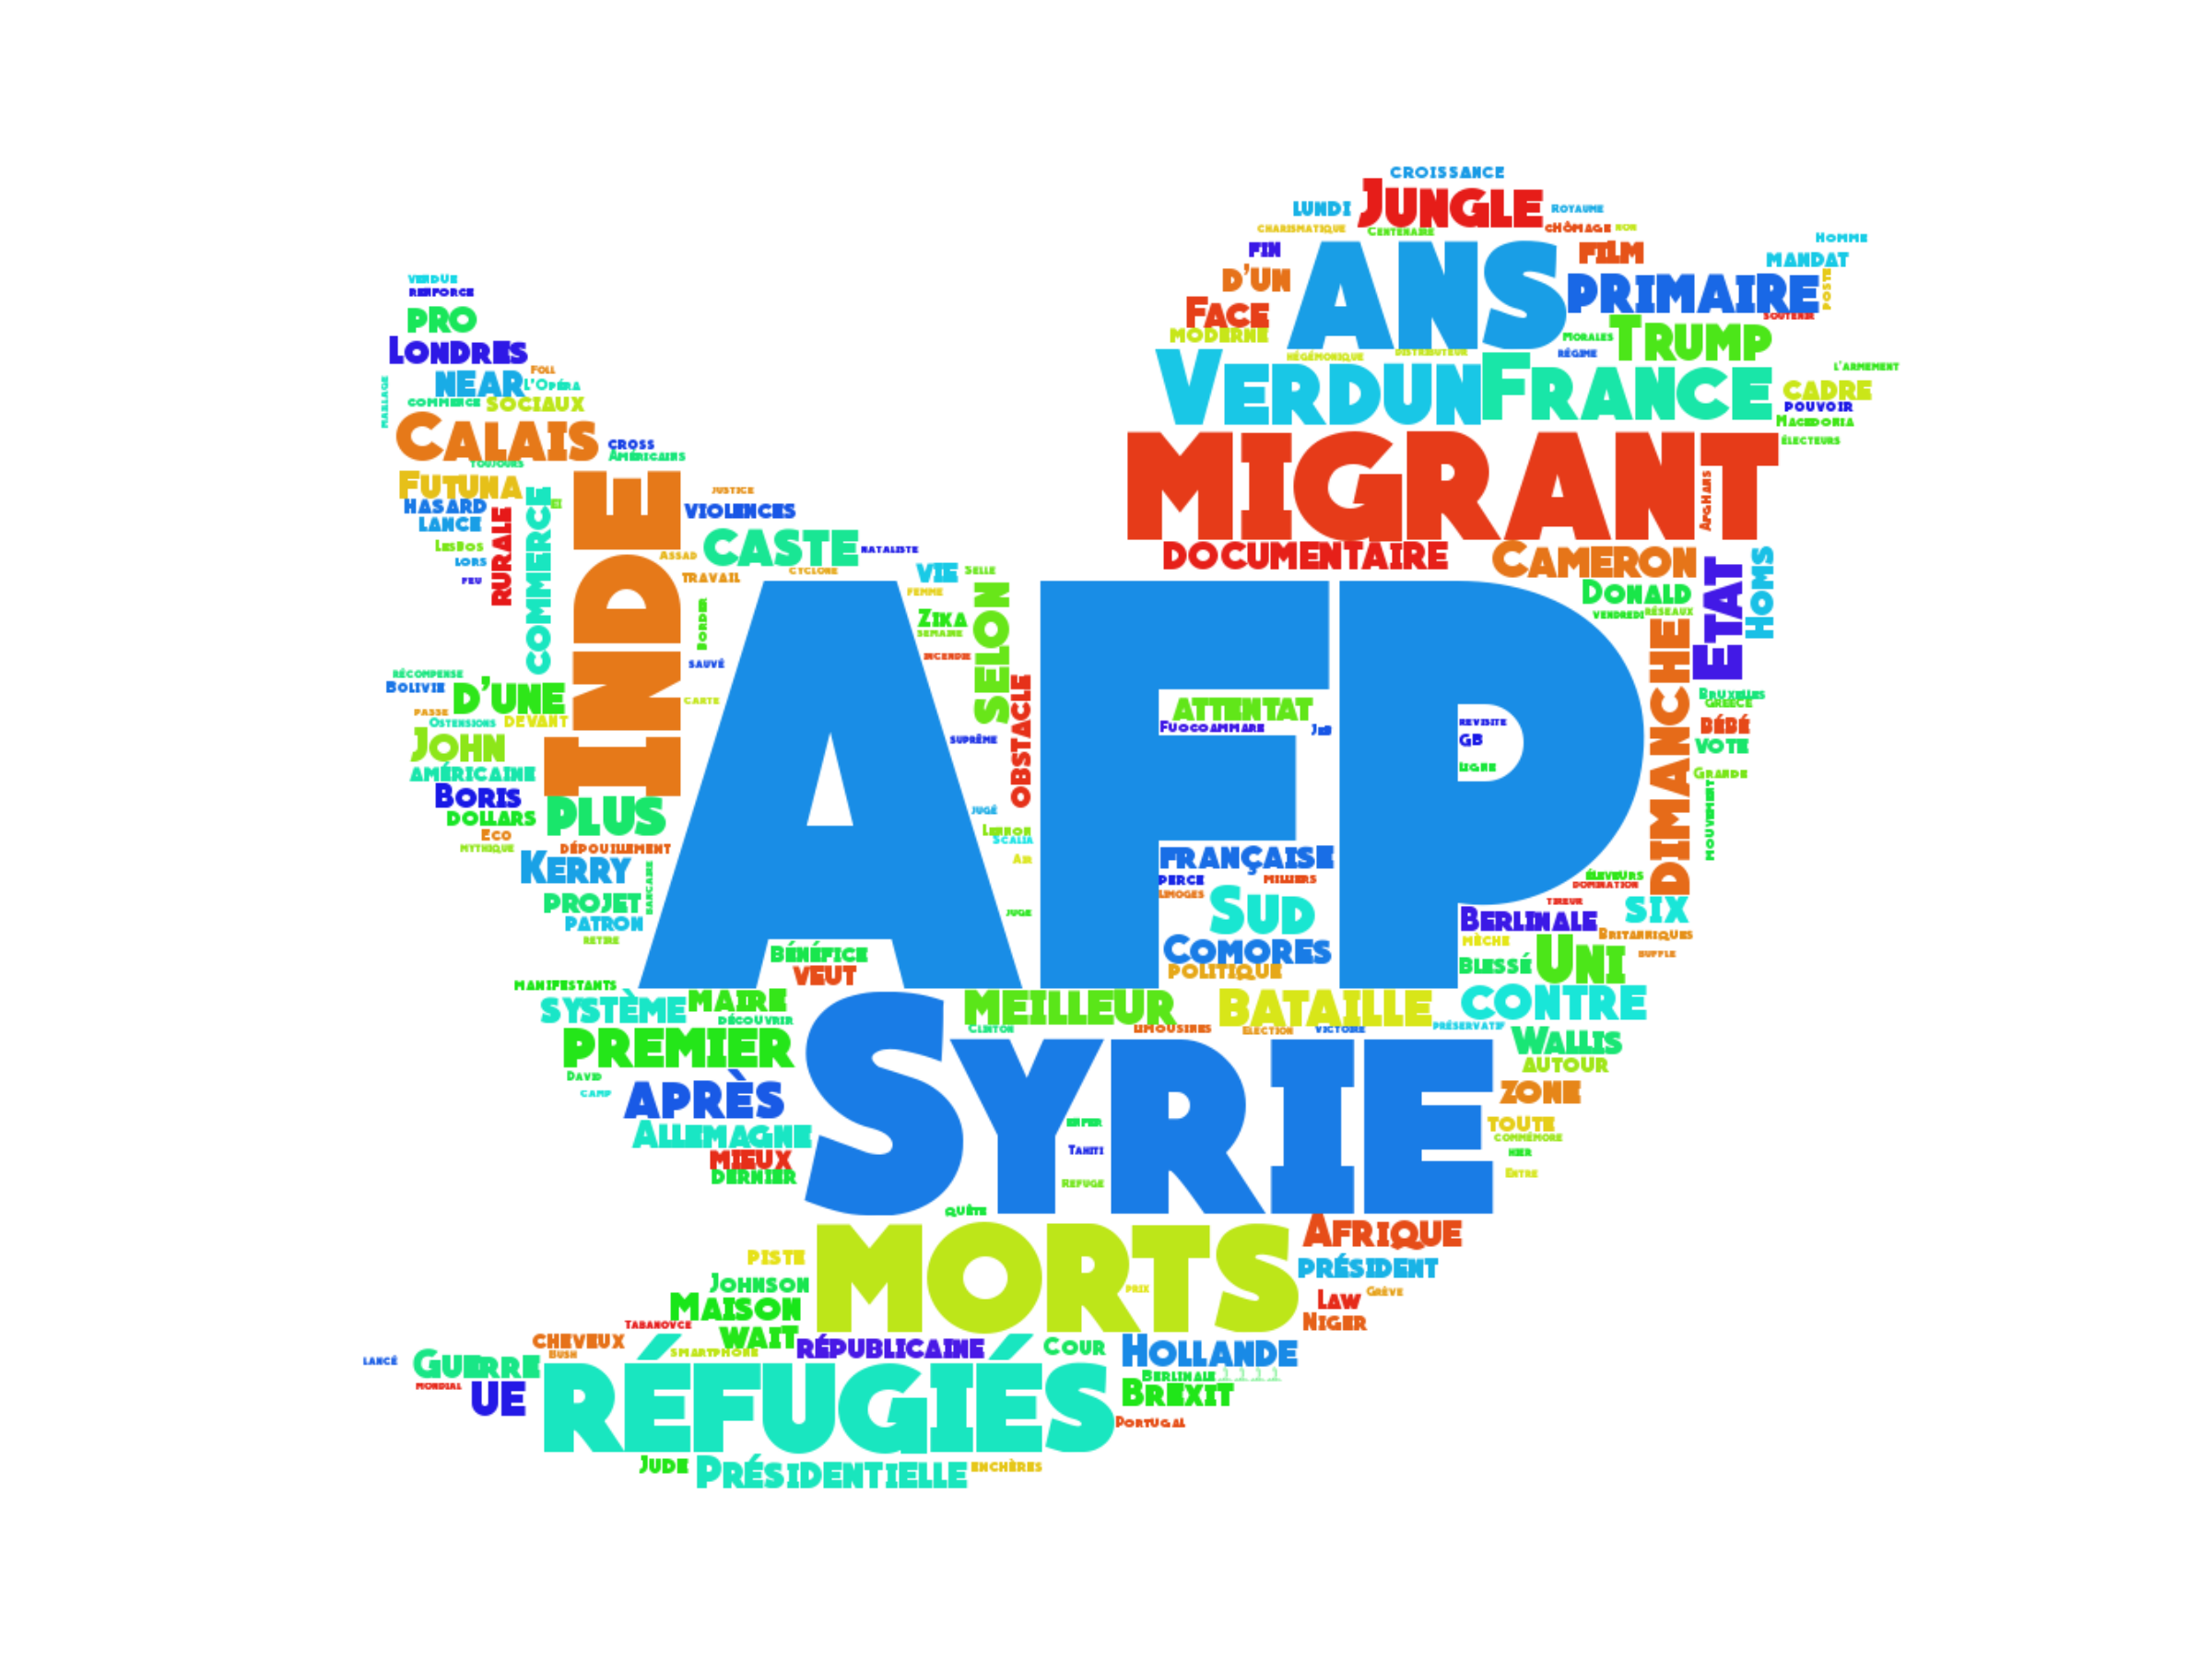 CROISSANCE
LUNDI JUNGLE ROYAUME
CHARISMATIQUE CENTENAIRE CHÔMAGE NON
HOMME
FIN ANS FILM MANDAT
D'UN PRIMAIRE POSTE
FACE SOUTENIR
MODERNE MORALES TRUMP
HÉGÉMONIQUE DISTRIBUTEUR RÉGIME
VERDUN FRANCE L'ARMEMENT
CADRE
POUVOIR
MACEDONIA
MIGRANT ÉLECTEURS
AFGHANS
DOCUMENTAIRE CAMERON
DONALD
VENDREDI RÉSEAUX
ETAT
HOMS
VERDUE
RENFORCE
PRO
LONDRES
NEAR FOLL
L'OPÉRA
MARIAGE
COMMERCE SOCIAUX
CALAIS CROSS
AMÉRICAINS
TOUJOURS
FUTUNA
HASARD
LANCE
LESBOS
LORS
PEU
RURALE
COMMERCE
EI
INDE
JUSTICE
VIOLENCES
CASTE NATALISTE
ASSAD
CYCLONE
TRAVAIL
BORDER
SAUVÉ
CARTE
VIE SELLE
FEMME
ZIKA
SEMAINE
INCENDIE
SELON
OBSTACLE
SUPRÊME
JUGÉ
LENNON
SCALIA
AIR
JUGE
AFP
ATTENTAT
FUOCOAMMARE JEB
REVISITE
GB
LIGNE
DIMANCHE
BRUXELLES
GREECE
BÉBÉ
VOTE
GRANDE
MOUVEMENT
RÉCOMPENSE
BOLIVIE D'UNE
PASSE
OSTENSIONS DEVANT
JOHN
AMÉRICAINE
BORIS
DOLLARS PLUS
ECO
MYTHIQUE DÉPOUILLEMENT
KERRY
BANCAIRE
PROJET
PATRON
RETIRE
FRANÇAISE
PERCE MILLIERS
LIMOGES
SUD
COMORES
POLITIQUE
ÉLEVEURS
DOMINATION
TIREUR
BERLINALE SIX
MÈCHE BRITANNIQUES
BLESSÉ UNI SUPPLE
BÉNÉFICE
VEUT
MANIFESTANTS
SYSTÈME MAIRE
DÉCOUVRIR
MEILLEUR BATAILLE CONTRE
CLINTON LIMOUSINES ELECTION VICTOIRE PRÉSERVATIF
PREMIER
WALLIS
AUTOUR
DAVID
CAMP
APRÈS
ALLEMAGNE
MIEUX
DERNIER
SYRIE
ENFER
TAHITI
REFUGE
ZONE
TOUTE
COMMÉMORE
HIER
ENTRE
QUÊTE
MORTS
PRIX
AFRIQUE
PRÉSIDENT
PISTE
JOHNSON
MAISON
LAW GRÈVE
NIGER
TABANOVCE
WAIT
CHEVEUX
BUSH SMARTPHONE
RÉPUBLICAINE COUR HOLLANDE
BERLINALE
LANCÉ GUERRE
MONDIAL
UE
RÉFUGIÉS BREXIT
PORTUGAL
JUDE PRÉSIDENTIELLE ENCHÈRES